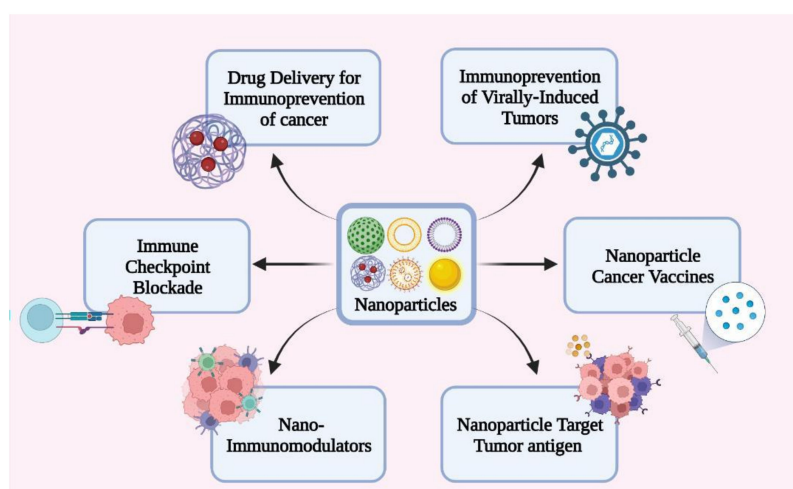 Drug Delivery for
Immunoprevention
of cancer
Immunoprevention
of Virally-Induced
Tumors
Immune
Checkpoint
Blockade
Nanoparticles
Nanoparticle
Cancer Vaccines
Nano-
Immunomodulators
Nanoparticle Target
Tumor antigen